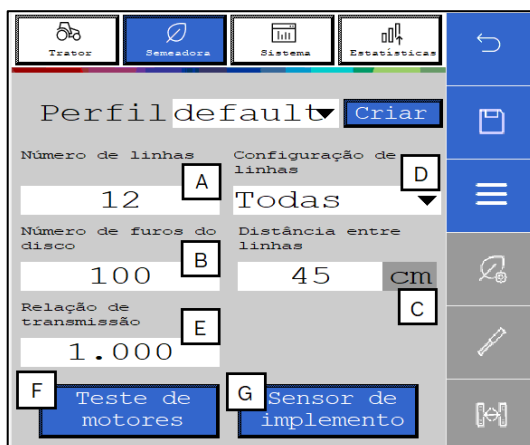 Trator
Semeadora
Sistema
Estatísticas
Perfil default Criar
Número de linhas
A
12
Configuração de
linhas
D
Todas
Número de furos do
disco
B
100
Distância entre
linhas
45 cm
C
Relação de
transmissão
E
1.000
F
Teste de
motores
G
Sensor de
implemento